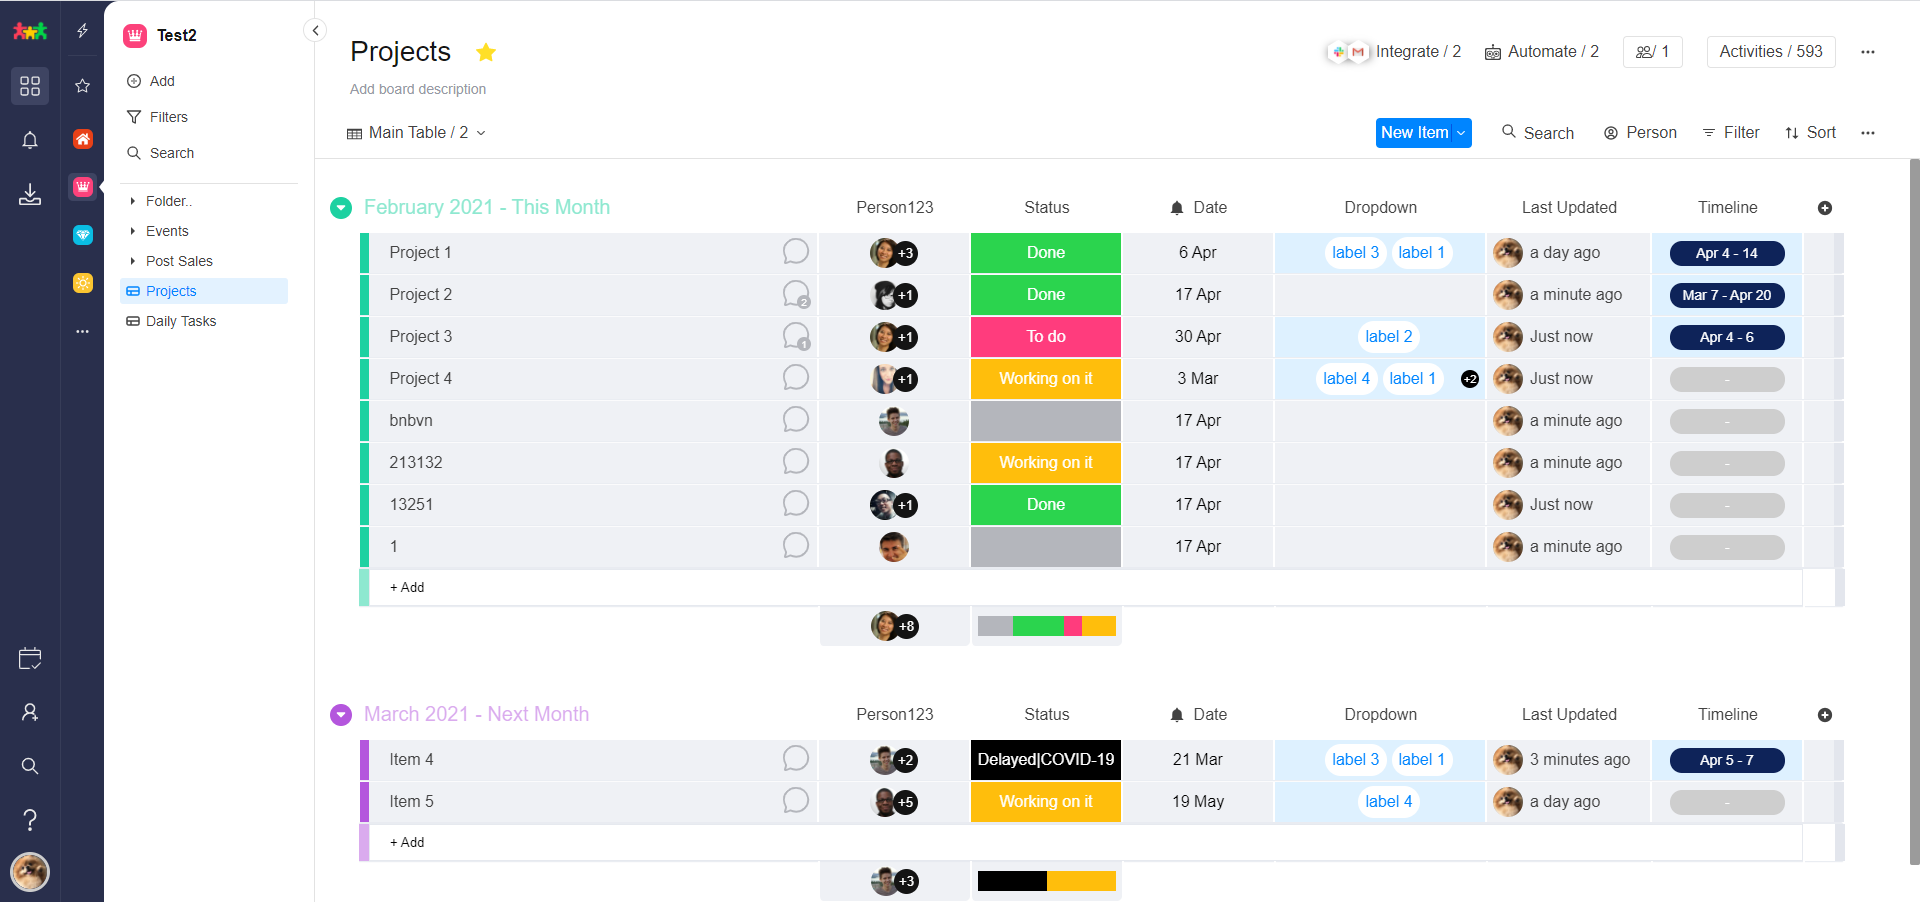 Test2
Add
Filters
Search
Folder..
Events
Post Sales
Projects
Daily Tasks
Projects
Integrate / 2
Automate / 2
/ 1
Activities / 593
Add board description
Main Table / 2
New Item
Search
Person
Filter
Sort
February 2021 - This Month Person123 Status Date Dropdown Last Updated Timeline
Project 1 +3 Done 6 Apr label 3 label 1 a day ago Apr 4 - 14
Project 2 2 +1 Done 17 Apr a minute ago Mar 7 - Apr 20
Project 3 1 +1 To do 30 Apr label 2 Just now Apr 4 - 6
Project 4 +1 Working on it 3 Mar label 4 label 1 +2 Just now -
bnbvn 17 Apr a minute ago -
213132 Working on it 17 Apr a minute ago -
13251 +1 Done 17 Apr Just now -
1 17 Apr a minute ago -
+ Add
+8
March 2021 - Next Month Person123 Status Date Dropdown Last Updated Timeline
Item 4 +2 Delayed|COVID-19 21 Mar label 3 label 1 3 minutes ago Apr 5 - 7
Item 5 +5 Working on it 19 May label 4 a day ago -
+ Add
+3